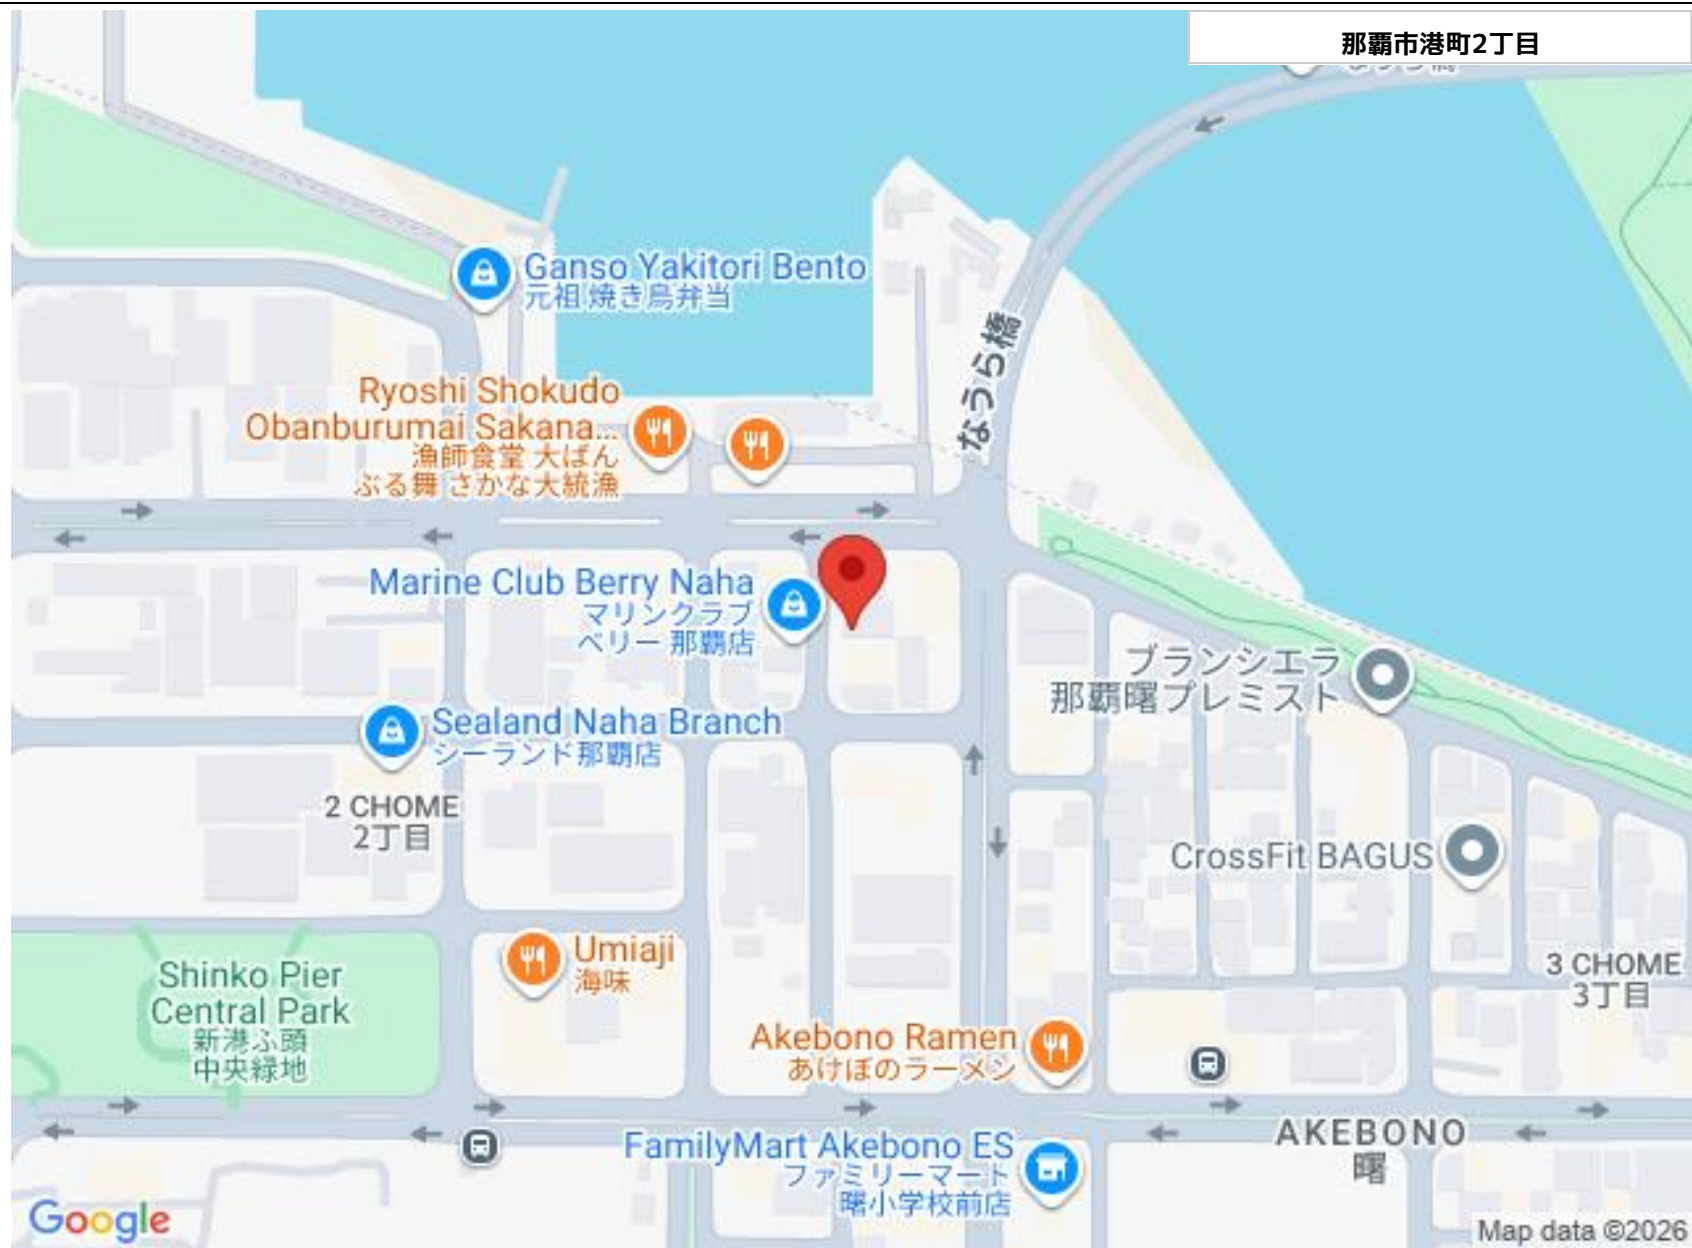 那覇市港町2丁目
Ganso Yakitori Bento
元祖 焼き鳥弁当
なうら橋
Ryoshi Shokudo
Obanburumai Sakana...
漁師食堂 大ばん
ぶる舞 さかな大統漁
Marine Club Berry Naha
マリンクラブ
ベリー 那覇店
ブランシエラ
那覇曙プレミスト
Sealand Naha Branch
シーランド那覇店
2 CHOME
2丁目
CrossFit BAGUS
Umiaji
海味
Shinko Pier
Central Park
新港ふ頭
中央緑地
3 CHOME
3丁目
Akebono Ramen
あけぼのラーメン
AKEBONO
曙
FamilyMart Akebono ES
ファミリーマート
曙小学校前店
Google
Map data ©2026